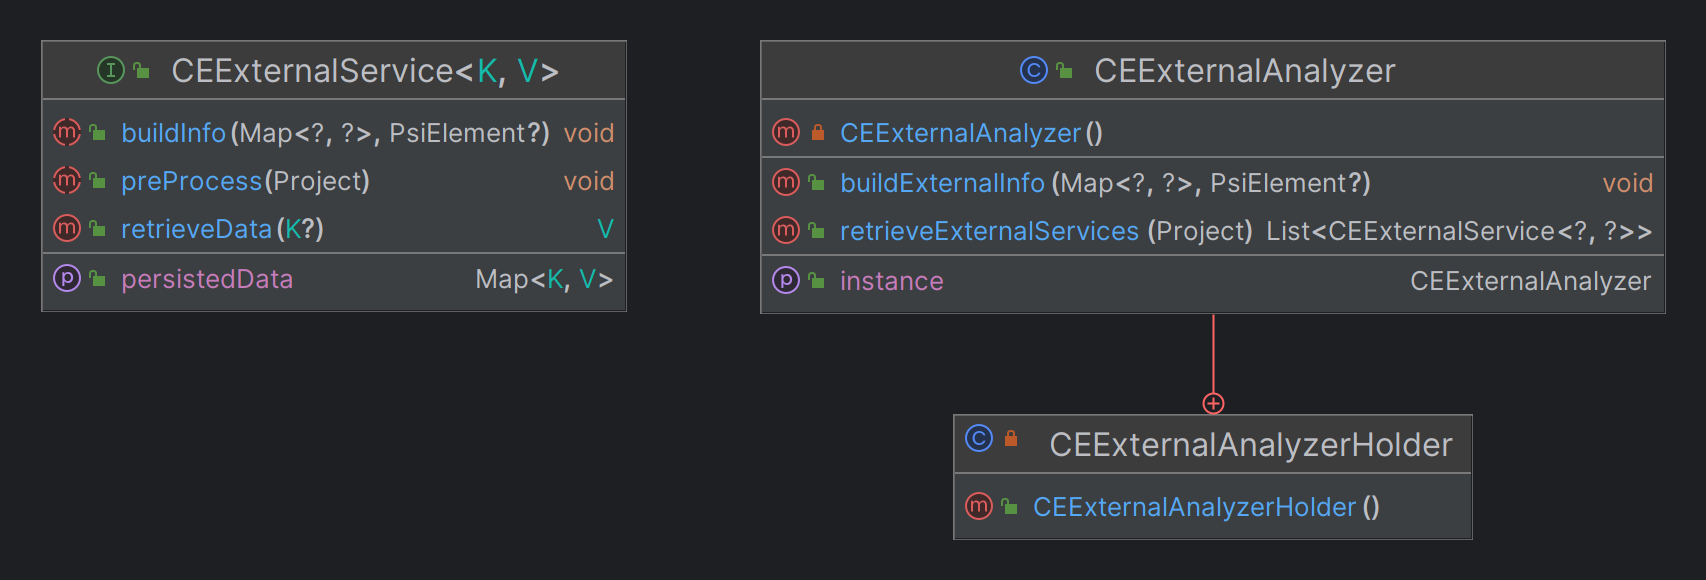 I CEExternalService<K, V>
m buildInfo(Map<?, ?>, PsiElement?) void
m preProcess(Project) void
m retrieveData(K?) V
p persistedData Map<K, V>
C CEExternalAnalyzer
m CEExternalAnalyzer()
m buildExternalInfo(Map<?, ?>, PsiElement?) void
m retrieveExternalServices(Project) List<CEExternalService<?, ?>>
p instance CEExternalAnalyzer
C CEExternalAnalyzerHolder
m CEExternalAnalyzerHolder()